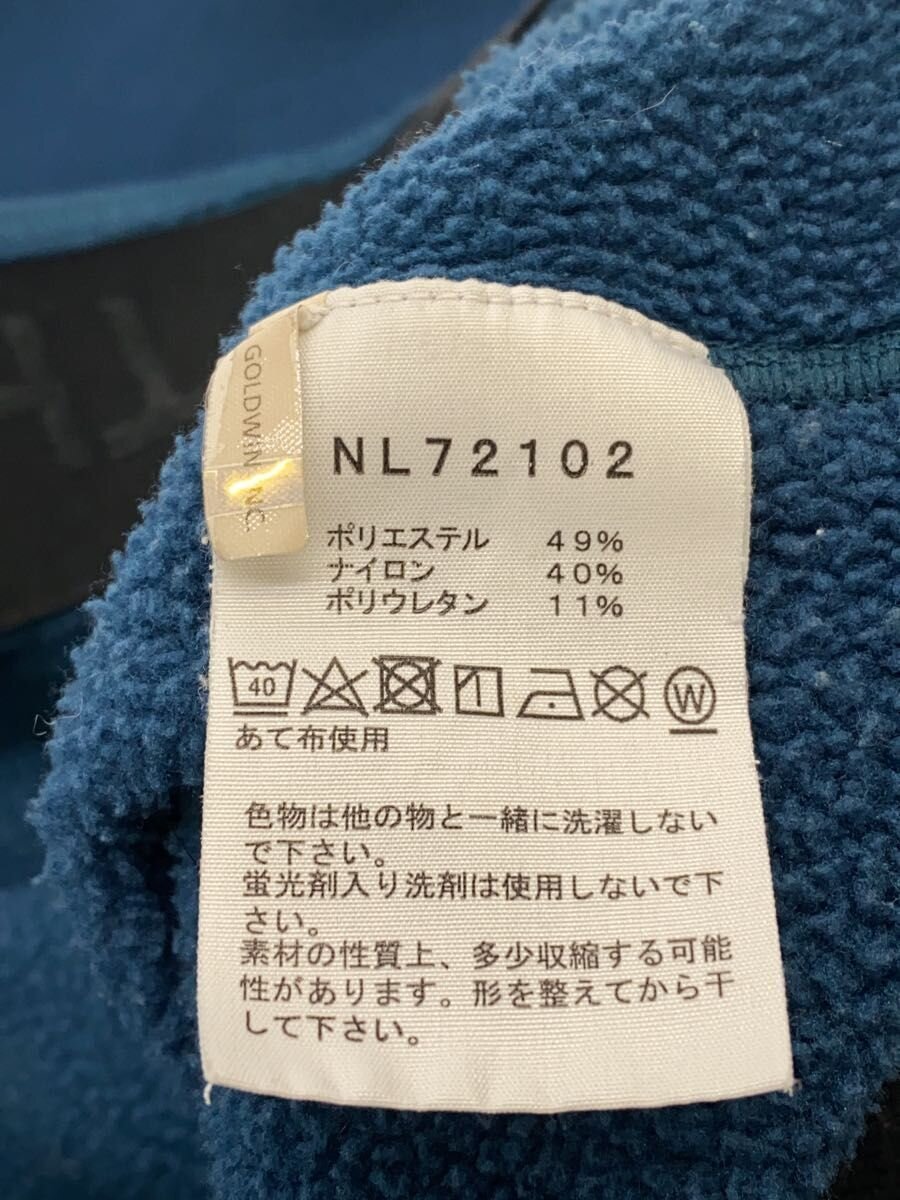 GOLDWIN INC.
NL72102
ポリエステル 49%
ナイロン 40%
ポリウレタン 11%
40
W
あて布使用
色物は他の物と一緒に洗濯しない
で下さい。
蛍光剤入り洗剤は使用しないで下
さい。
素材の性質上、多少収縮する可能
性があります。形を整えてから干
して下さい。